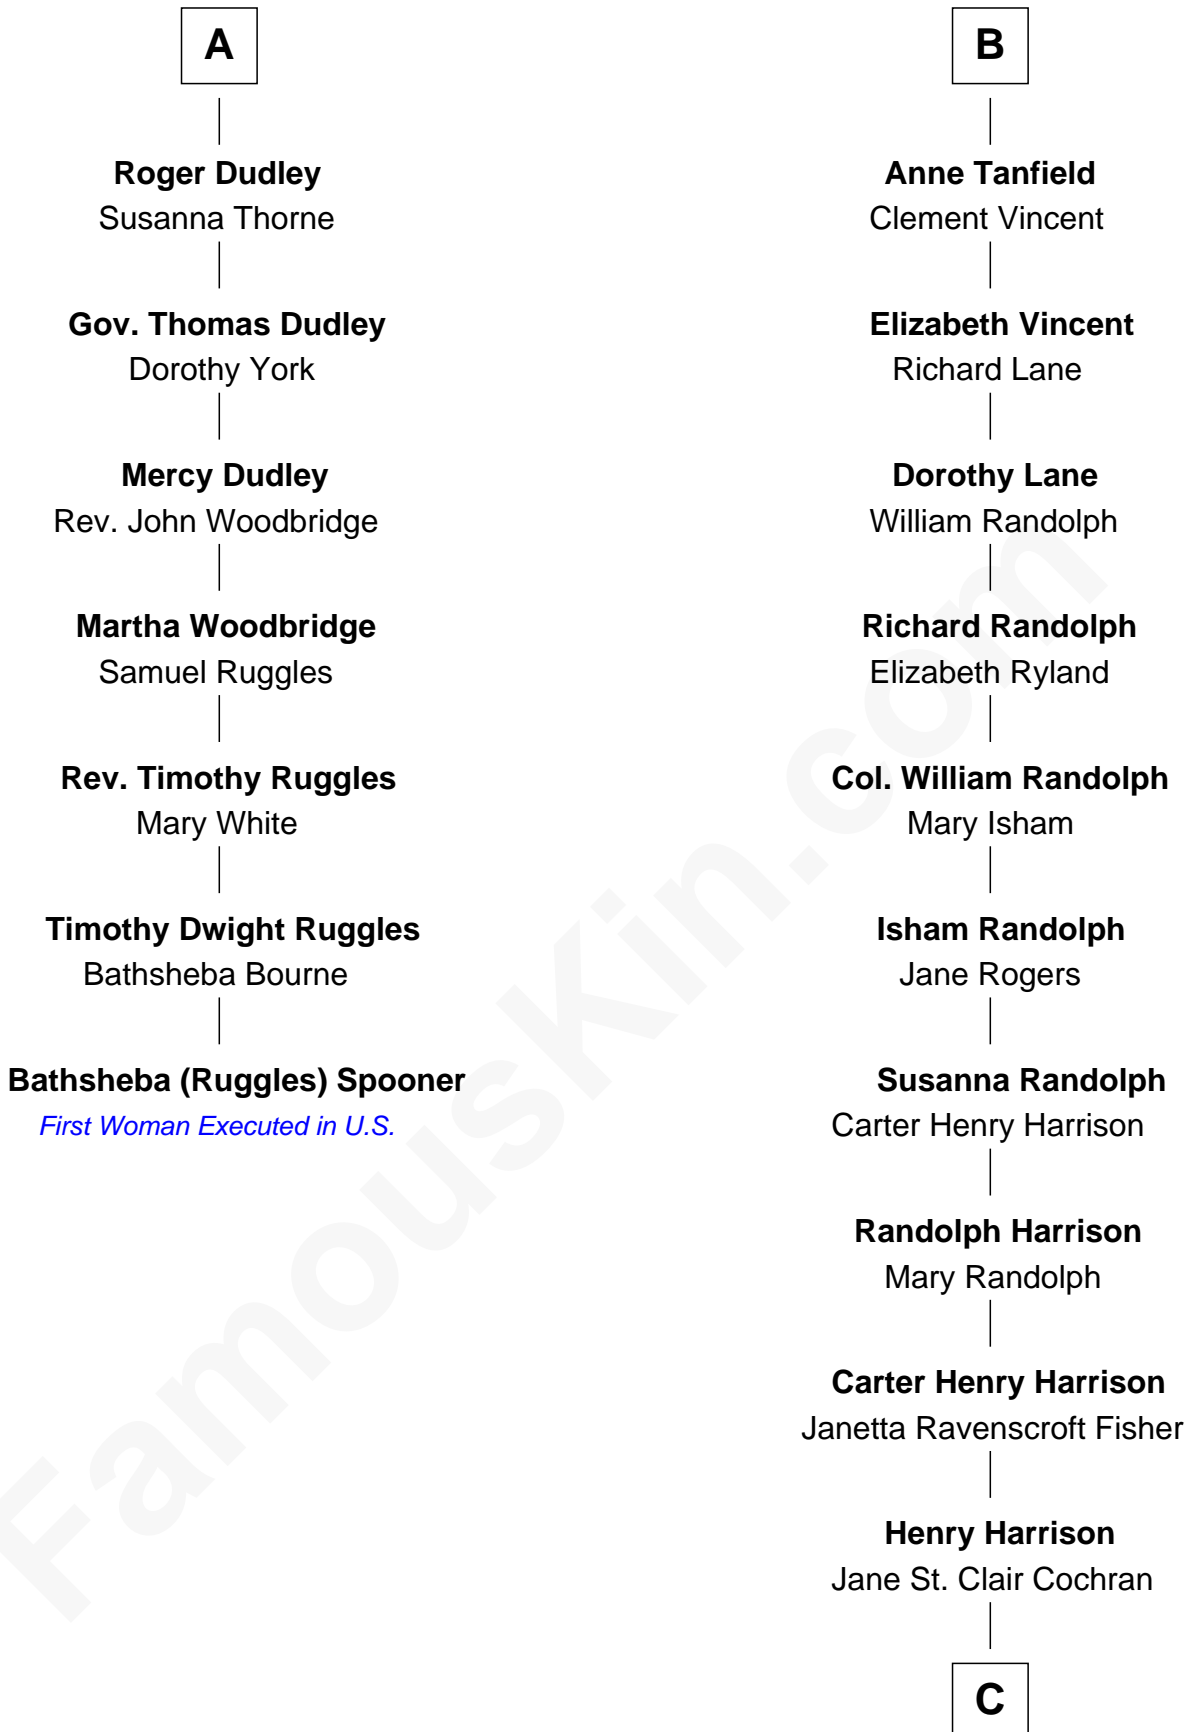 A
Roger Dudley
Susanna Thorne
Gov. Thomas Dudley
Dorothy York
Mercy Dudley
Rev. John Woodbridge
Martha Woodbridge
Samuel Ruggles
Rev. Timothy Ruggles
Mary White
Timothy Dwight Ruggles
Bathsheba Bourne
Bathsheba (Ruggles) Spooner
First Woman Executed in U.S.
B
Anne Tanfield
Clement Vincent
Elizabeth Vincent
Richard Lane
Dorothy Lane
William Randolph
Richard Randolph
Elizabeth Ryland
Col. William Randolph
Mary Isham
Isham Randolph
Jane Rogers
Susanna Randolph
Carter Henry Harrison
Randolph Harrison
Mary Randolph
Carter Henry Harrison
Janetta Ravenscroft Fisher
Henry Harrison
Jane St. Clair Cochran
C
FamousKin.com